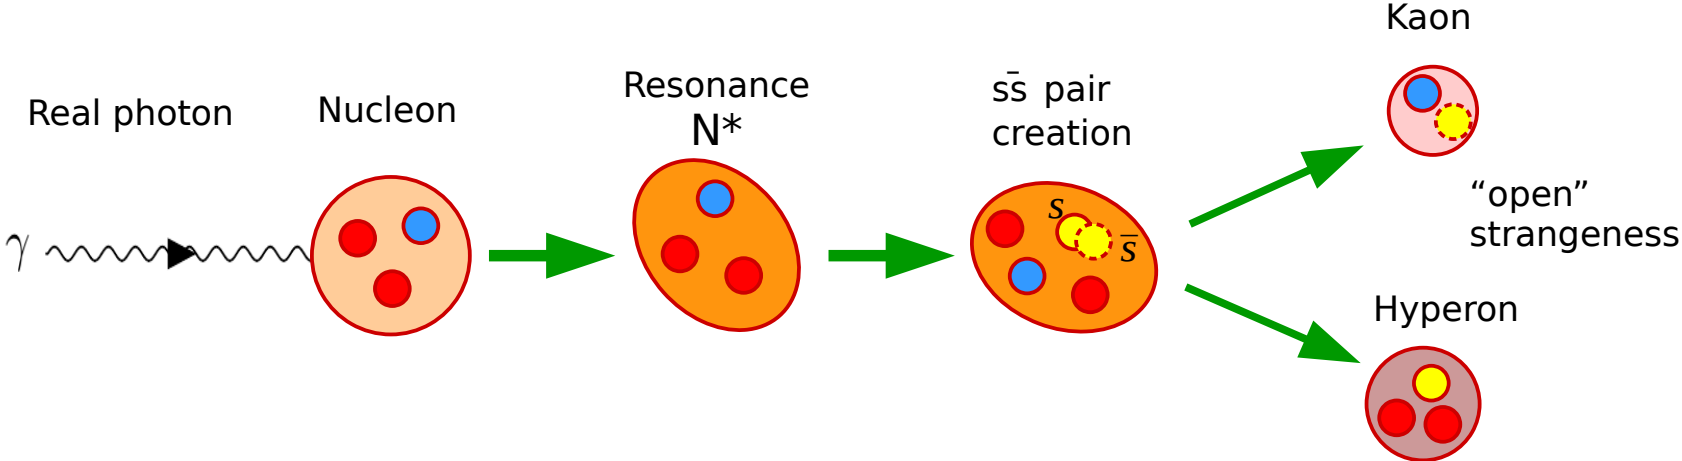 γ
Real photon
Nucleon
Resonance
N*
ss̄ pair
creation
s
s̄
Kaon
“open”
strangeness
Hyperon